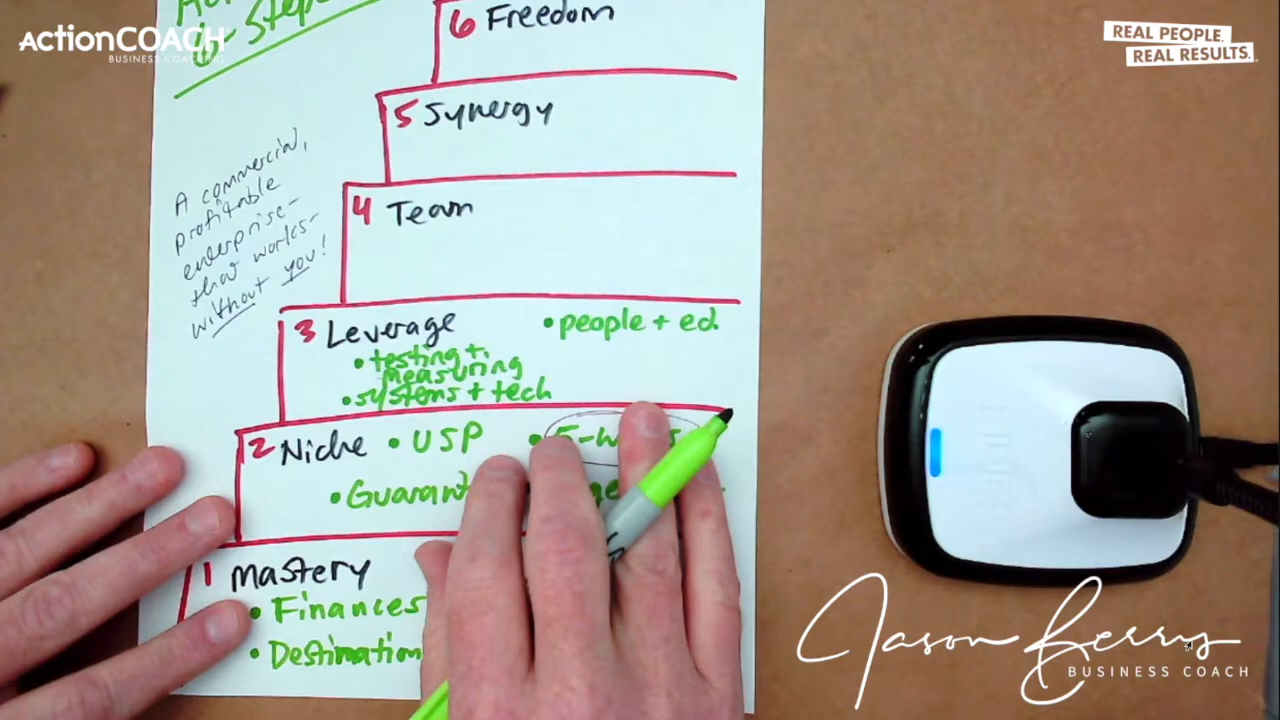 ActionCOACH
BUSINESS COACHING
6-Steps
REAL PEOPLE.
REAL RESULTS.
6 Freedom
5 Synergy
4 Team
A commercial,
profitable
enterprise-
that works-
without you!
3 Leverage
• people + ed.
• testing +
measuring
• systems + tech
2 Niche • USP
1 mastery
• Finances
• Destination
Jason Berry
BUSINESS COACH